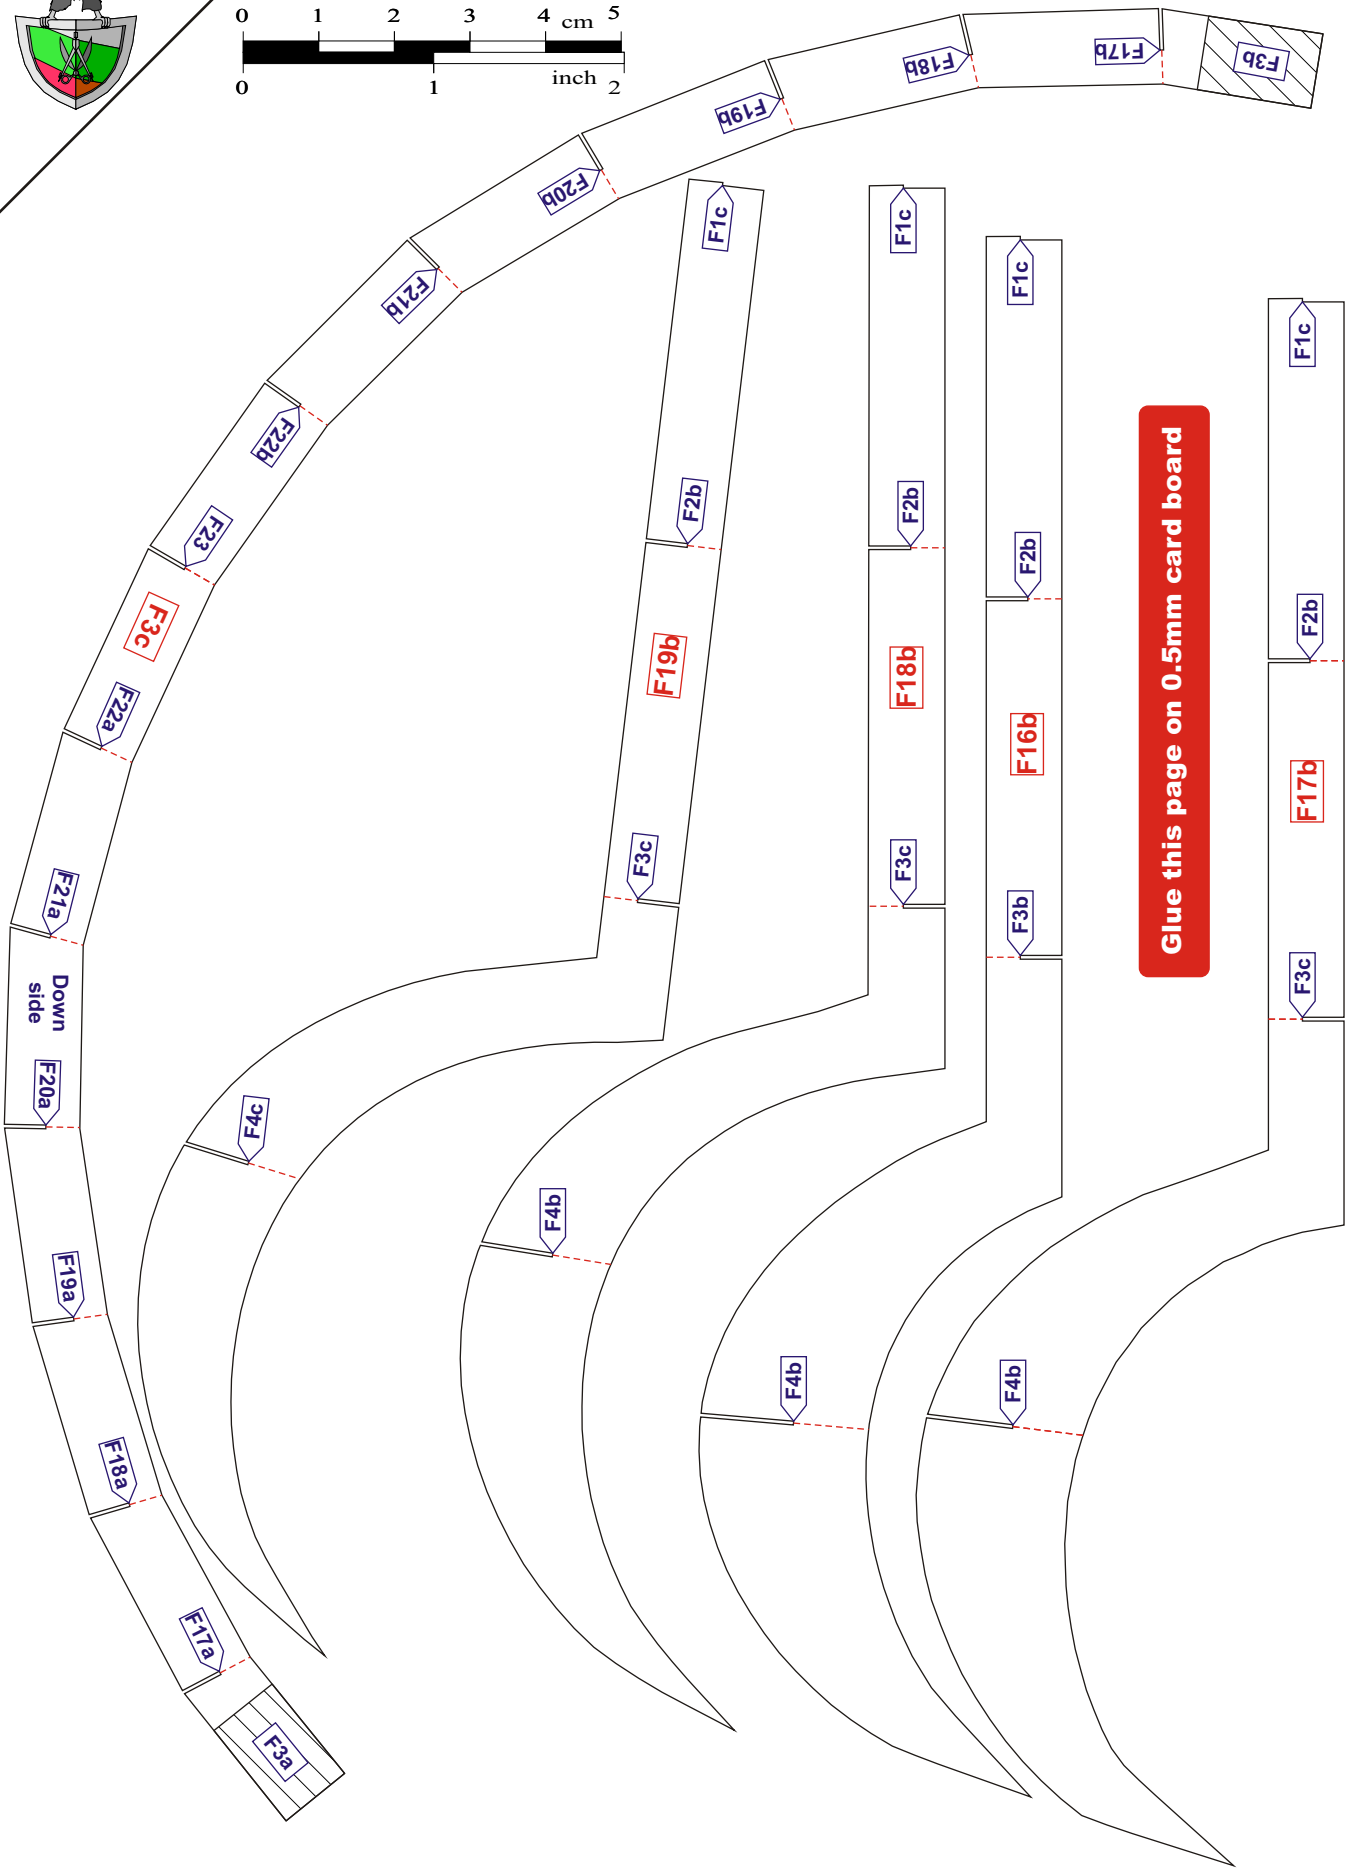 0 1 2 3 4 5
cm
inch
0 1 2
F3b
F17b
F18b
F19b
F20b
F21b
F22b
F23
F3c
F22a
F21a
Down
side
F20a
F19a
F18a
F17a
F3a
F1c
F2b
F19b
F3c
F4c
F1c
F2b
F18b
F3c
F4b
F1c
F2b
F16b
F3b
F4b
Glue this page on 0.5mm card board
F1c
F2b
F17b
F3c
F4b